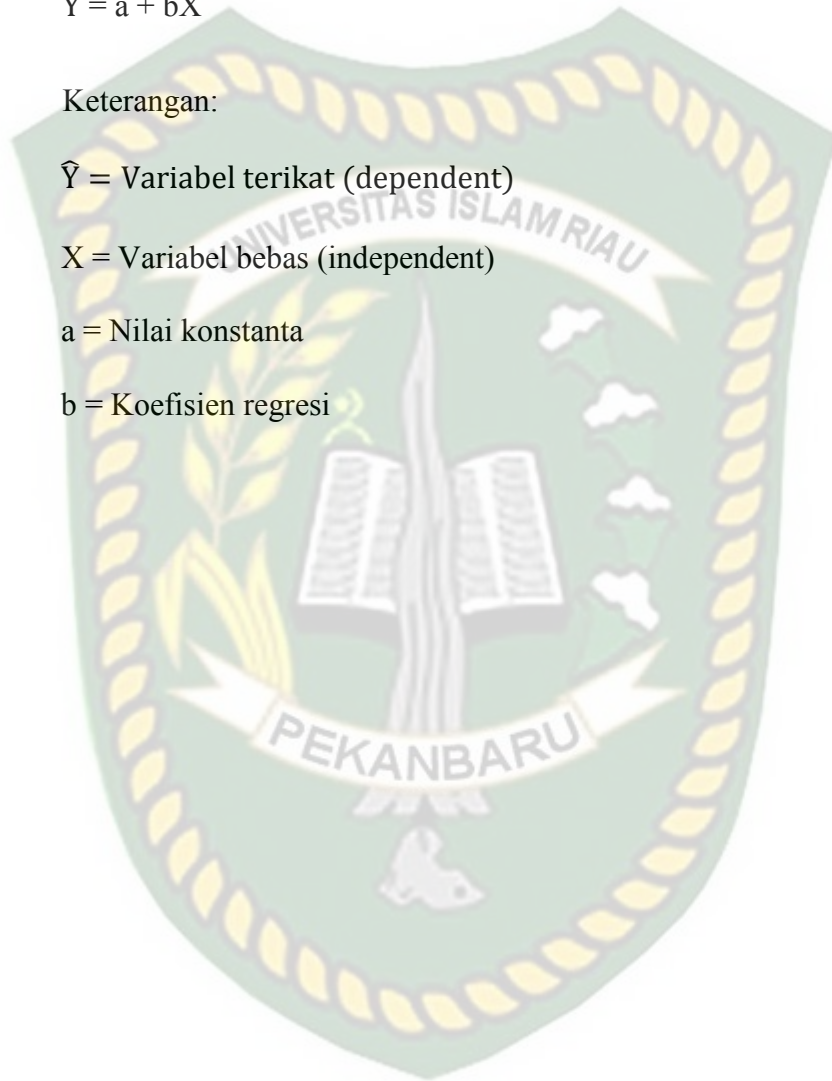 Y = a + bX
Keterangan:
Ŷ = Variabel terikat (dependent)
UNIVERSITAS ISLAM RIAU
X = Variabel bebas (independent)
a = Nilai konstanta
b = Koefisien regresi
PEKANBARU